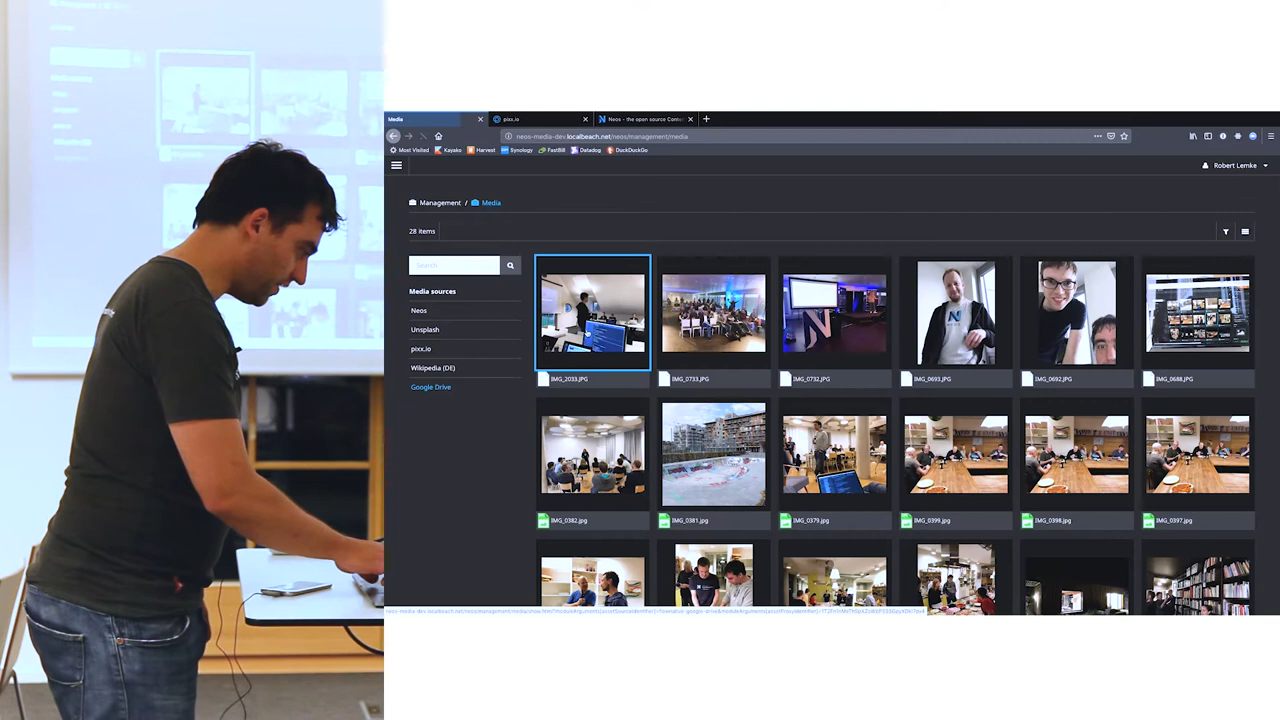 Media
pixx.io
Neos - the open source Conten
neos-media-dev.localbeach.net/neos/management/media
Most Visited Kayako Harvest Synology FastBill Datadog DuckDuckGo
Robert Lemke
Management / Media
28 items
Search
Media sources
Neos
Unsplash
pixx.io
Wikipedia (DE)
Google Drive
IMG_2033.JPG IMG_0733.JPG IMG_0732.JPG IMG_0693.JPG IMG_0692.JPG IMG_0688.JPG
IMG_0382.jpg IMG_0381.jpg IMG_0379.jpg IMG_0399.jpg IMG_0398.jpg IMG_0397.jpg